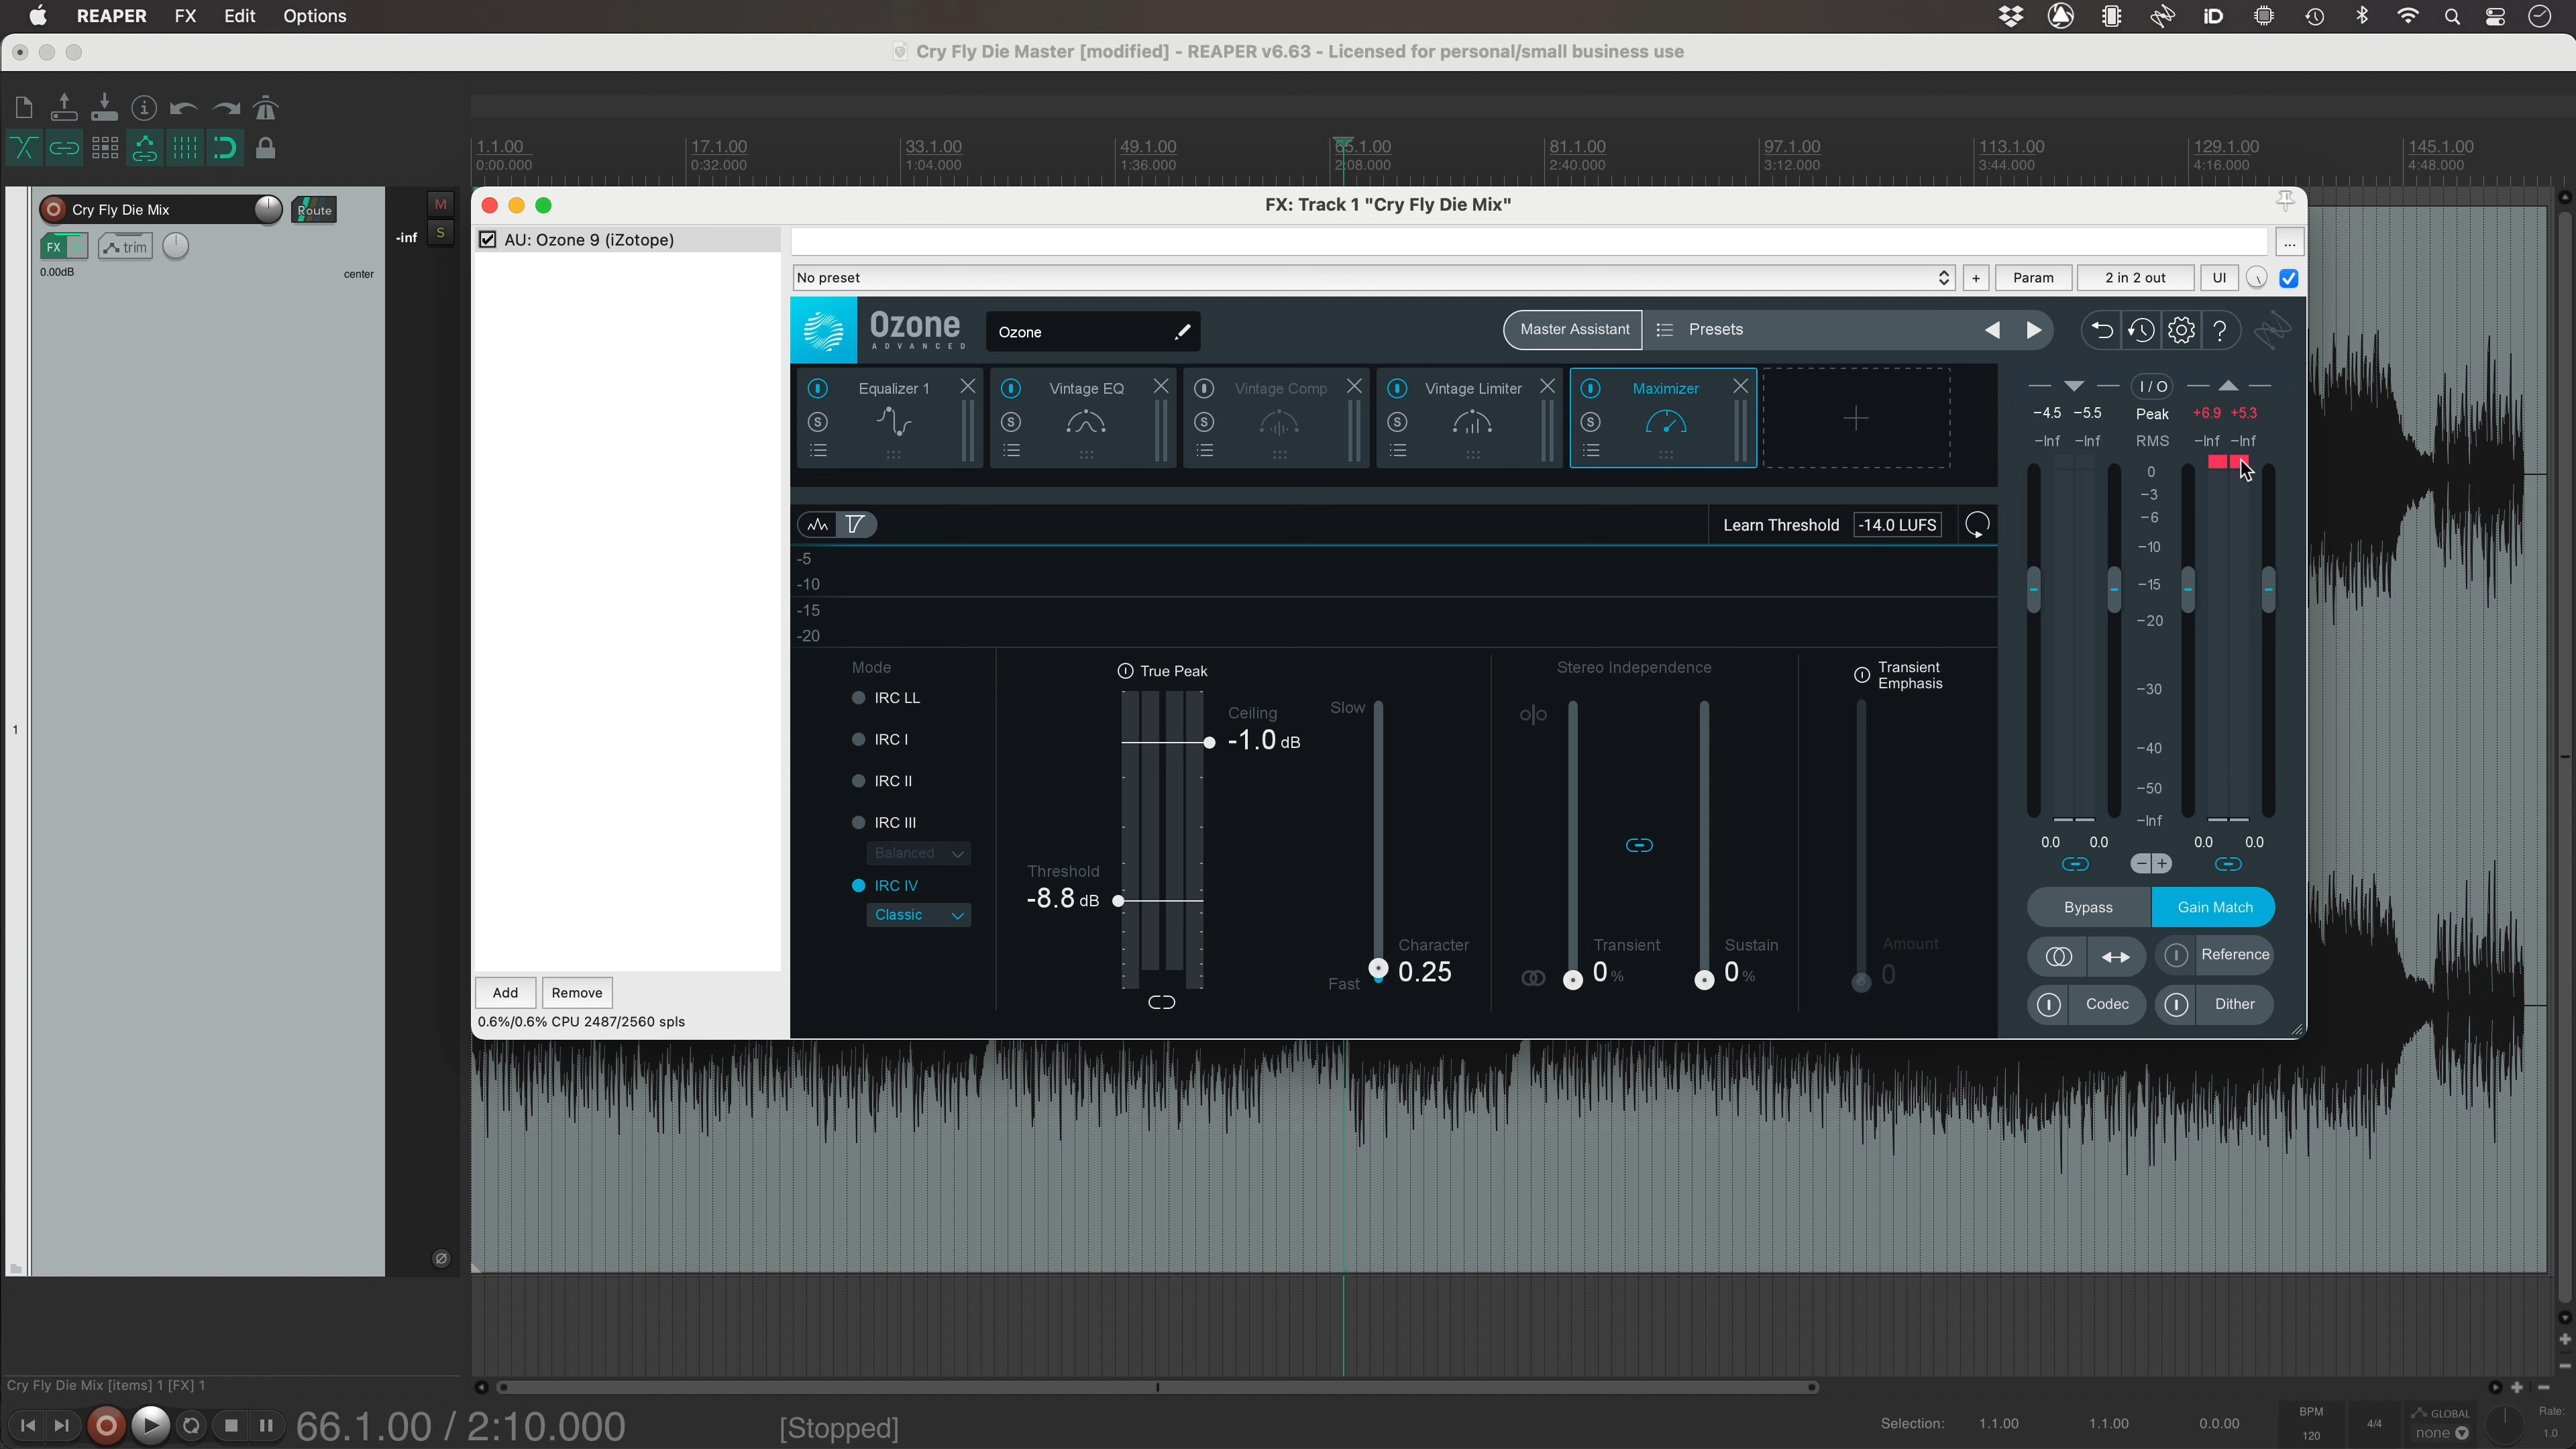 REAPER FX Edit Options
Cry Fly Die Master [modified] - REAPER v6.63 - Licensed for personal/small business use
1.1.00 17.1.00 33.1.00 49.1.00 65.1.00 81.1.00 97.1.00 113.1.00 129.1.00 145.1.00
0:00.000 0:32.000 1:04.000 1:36.000 2:08.000 2:40.000 3:12.000 3:44.000 4:16.000 4:48.000
Cry Fly Die Mix Route M
FX trim -inf S
0.00dB center
FX: Track 1 "Cry Fly Die Mix"
AU: Ozone 9 (iZotope) ...
No preset + Param 2 in 2 out UI
Ozone Ozone Master Assistant Presets ?
ADVANCED
Equalizer 1 Vintage EQ Vintage Comp Vintage Limiter Maximizer I / O
S S S S S
-4.5 -5.5 Peak +6.9 +5.3
-Inf -Inf RMS -Inf -Inf
0
-3
-6
-10
-15
-20
-30
-40
-50
-Inf
0.0 0.0 0.0 0.0
Learn Threshold -14.0 LUFS
-5
-10
-15
-20
Mode True Peak Stereo Independence Transient Emphasis
IRC LL
IRC I
IRC II
IRC III
Balanced
IRC IV
Classic
Ceiling
-1.0 dB
Threshold
-8.8 dB
Slow
Fast
Character
0.25
Transient
0 %
Sustain
0 %
Amount
0
Bypass Gain Match
Reference
Codec Dither
Add Remove
0.6%/0.6% CPU 2487/2560 spls
1
Cry Fly Die Mix [items] 1 [FX] 1
66.1.00 / 2:10.000 [Stopped] Selection: 1.1.00 1.1.00 0.0.00
BPM
120
4/4
GLOBAL
none
Rate:
1.0